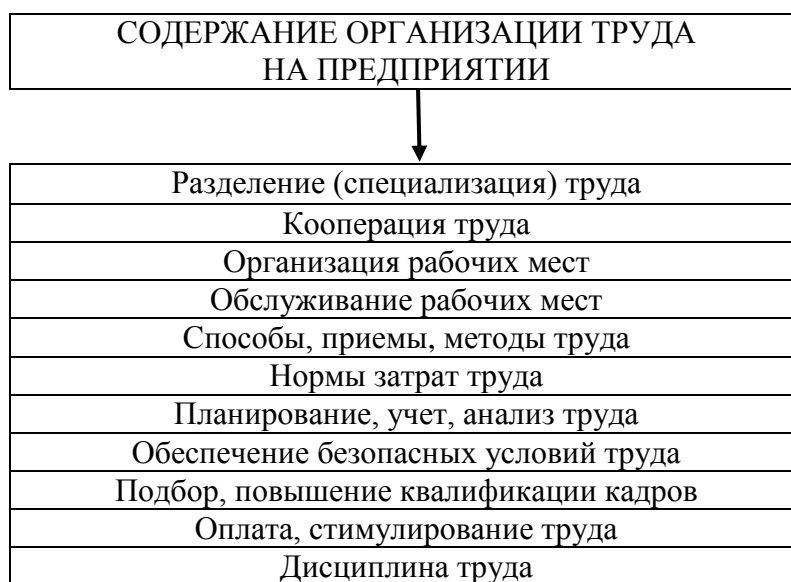 СОДЕРЖАНИЕ ОРГАНИЗАЦИИ ТРУДА
НА ПРЕДПРИЯТИИ
Разделение (специализация) труда
Кооперация труда
Организация рабочих мест
Обслуживание рабочих мест
Способы, приемы, методы труда
Нормы затрат труда
Планирование, учет, анализ труда
Обеспечение безопасных условий труда
Подбор, повышение квалификации кадров
Оплата, стимулирование труда
Дисциплина труда